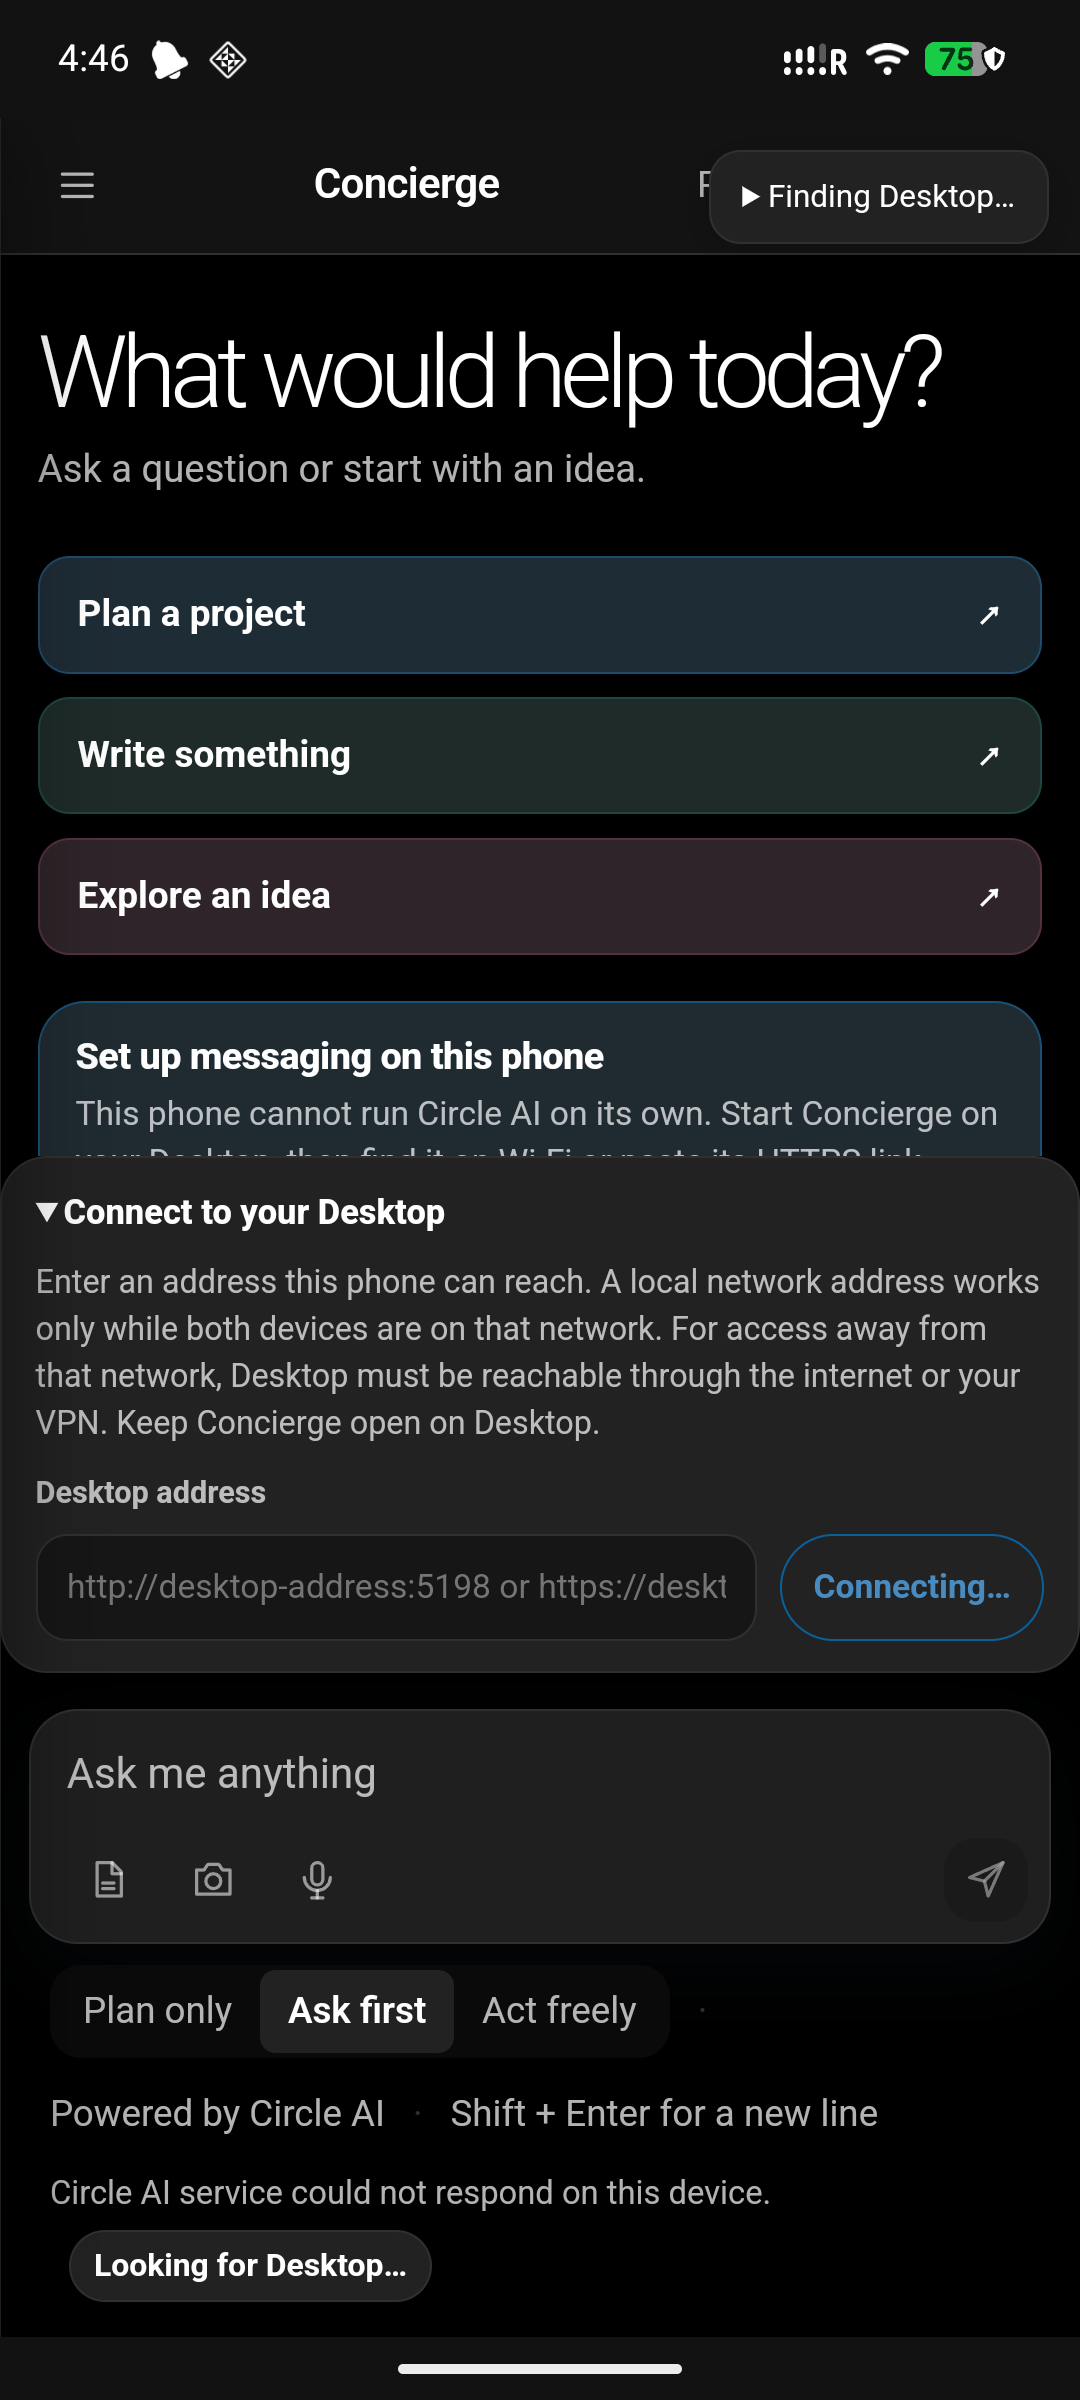 4:46
R
75
Concierge
Finding Desktop...
What would help today?
Ask a question or start with an idea.
Plan a project
Write something
Explore an idea
Set up messaging on this phone
This phone cannot run Circle AI on its own. Start Concierge on
Connect to your Desktop
Enter an address this phone can reach. A local network address works
only while both devices are on that network. For access away from
that network, Desktop must be reachable through the internet or your
VPN. Keep Concierge open on Desktop.
Desktop address
http://desktop-address:5198 or https://deskt
Connecting...
Ask me anything
Plan only
Ask first
Act freely
Powered by Circle AI · Shift + Enter for a new line
Circle AI service could not respond on this device.
Looking for Desktop...